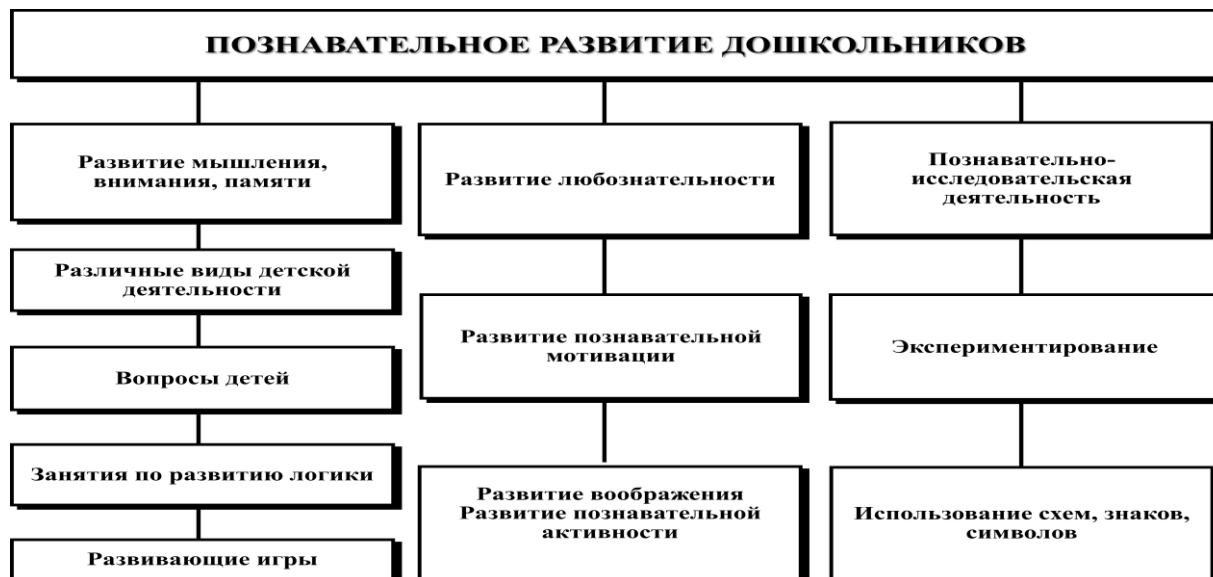 ПОЗНАВАТЕЛЬНОЕ РАЗВИТИЕ ДОШКОЛЬНИКОВ
Развитие мышления,
внимания, памяти
Различные виды детской
деятельности
Вопросы детей
Занятия по развитию логики
Развивающие игры
Развитие любознательности
Развитие познавательной
мотивации
Развитие воображения
Развитие познавательной
активности
Познавательно-
исследовательская
деятельность
Экспериментирование
Использование схем, знаков,
символов